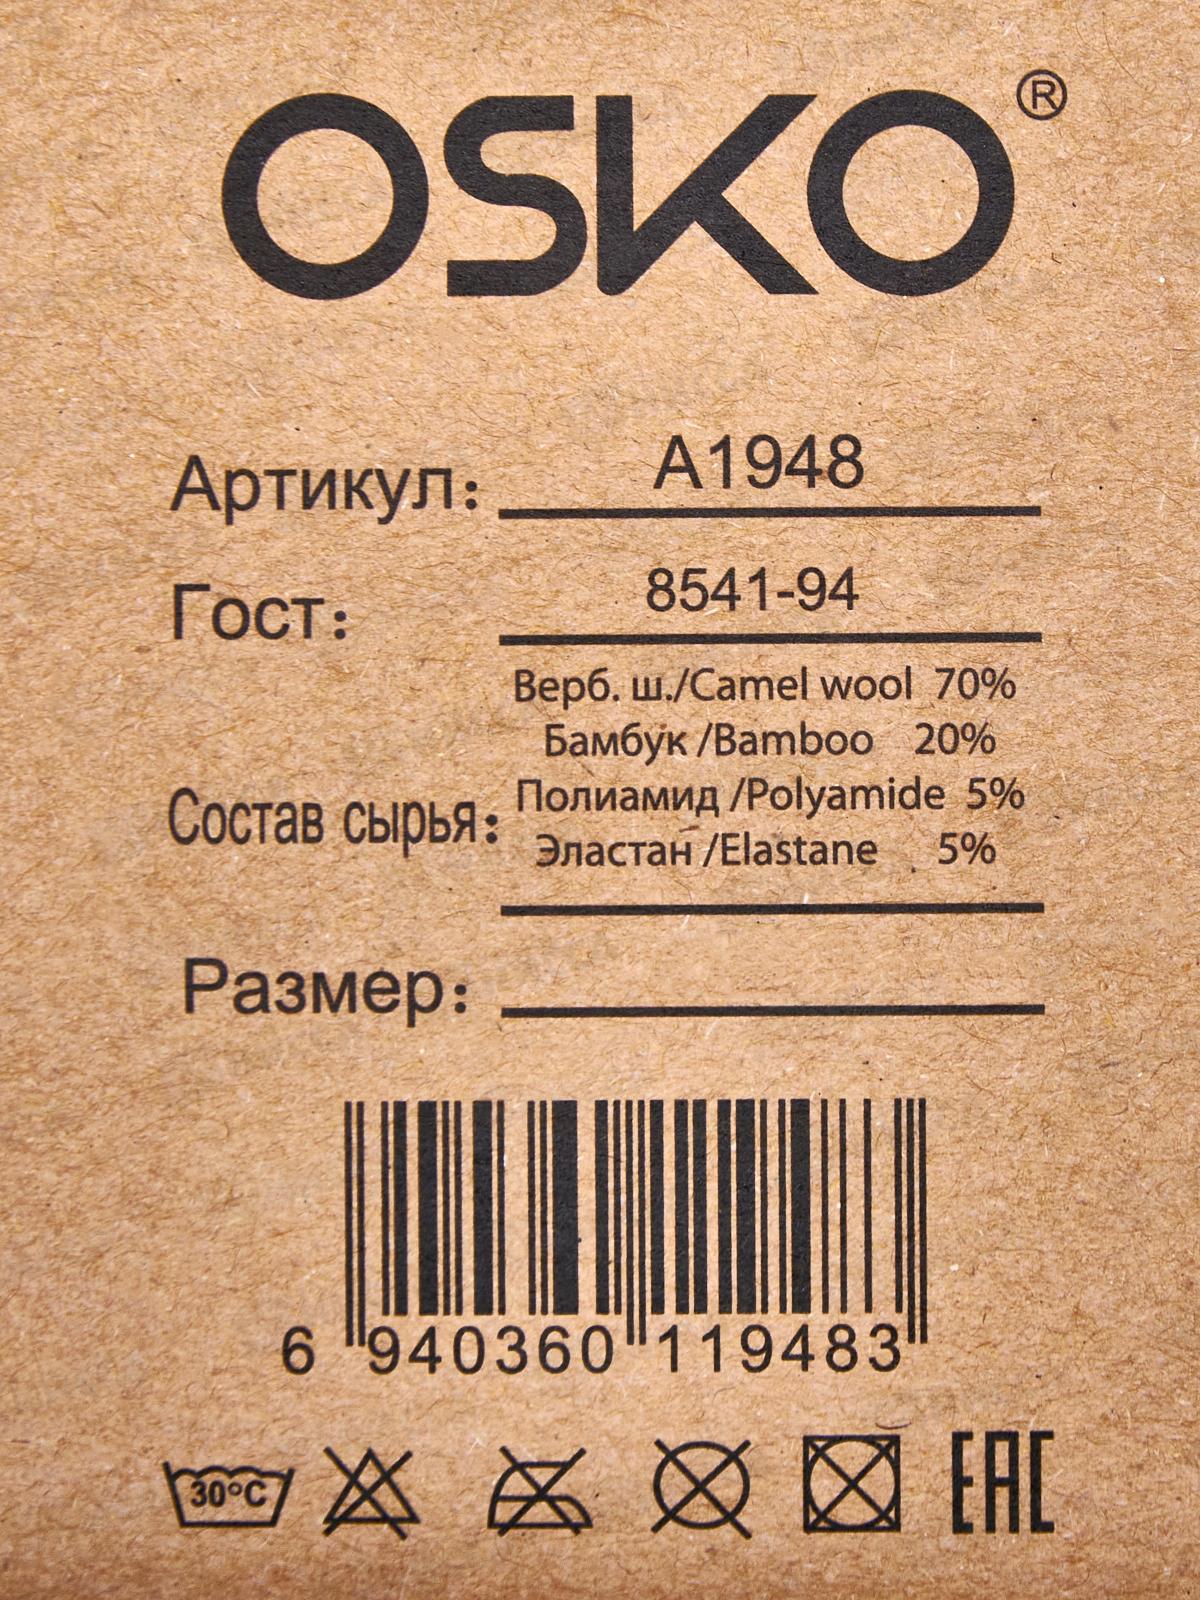 OSKO®
Артикул: А1948
Гост: 8541-94
Верб. ш./Camel wool 70%
Бамбук /Bamboo 20%
Состав сырья: Полиамид /Polyamide 5%
Эластан /Elastane 5%
Размер:
6 940360 119483
30°C
EAC